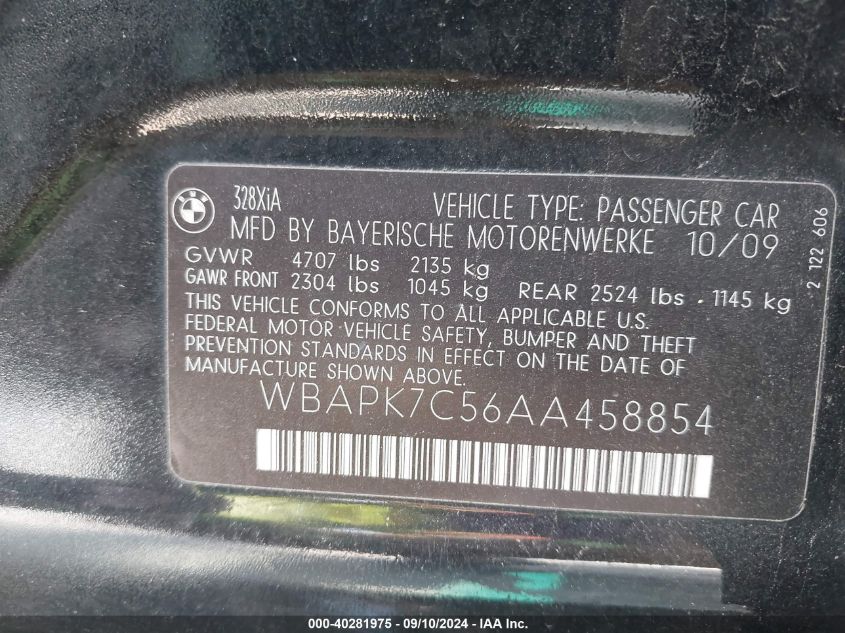 BMW
328XiA
VEHICLE TYPE: PASSENGER CAR
MFD BY BAYERISCHE MOTORENWERKE 10/09
GVWR 4707 lbs 2135 kg
GAWR FRONT 2304 lbs 1045 kg REAR 2524 lbs . 1145 kg
THIS VEHICLE CONFORMS TO ALL APPLICABLE U.S.
FEDERAL MOTOR VEHICLE SAFETY, BUMPER AND THEFT
PREVENTION STANDARDS IN EFFECT ON THE DATE OF
MANUFACTURE SHOWN ABOVE.
WBAPK7C56AA458854
2 122 606
000-40281975 - 09/10/2024 - IAA Inc.